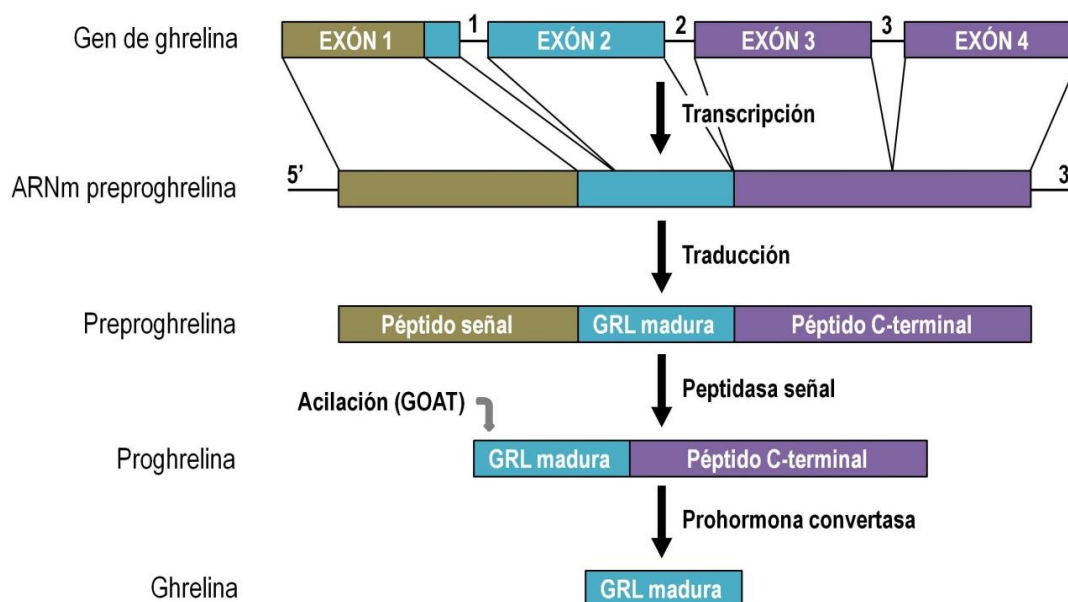 Gen de ghrelina EXÓN 1 1 EXÓN 2 2 EXÓN 3 3 EXÓN 4
Transcripción
ARNm preproghrelina 5’ 3’
Traducción
Preproghrelina Péptido señal GRL madura Péptido C-terminal
Peptidasa señal
Acilación (GOAT)
Proghrelina GRL madura Péptido C-terminal
Prohormona convertasa
Ghrelina GRL madura